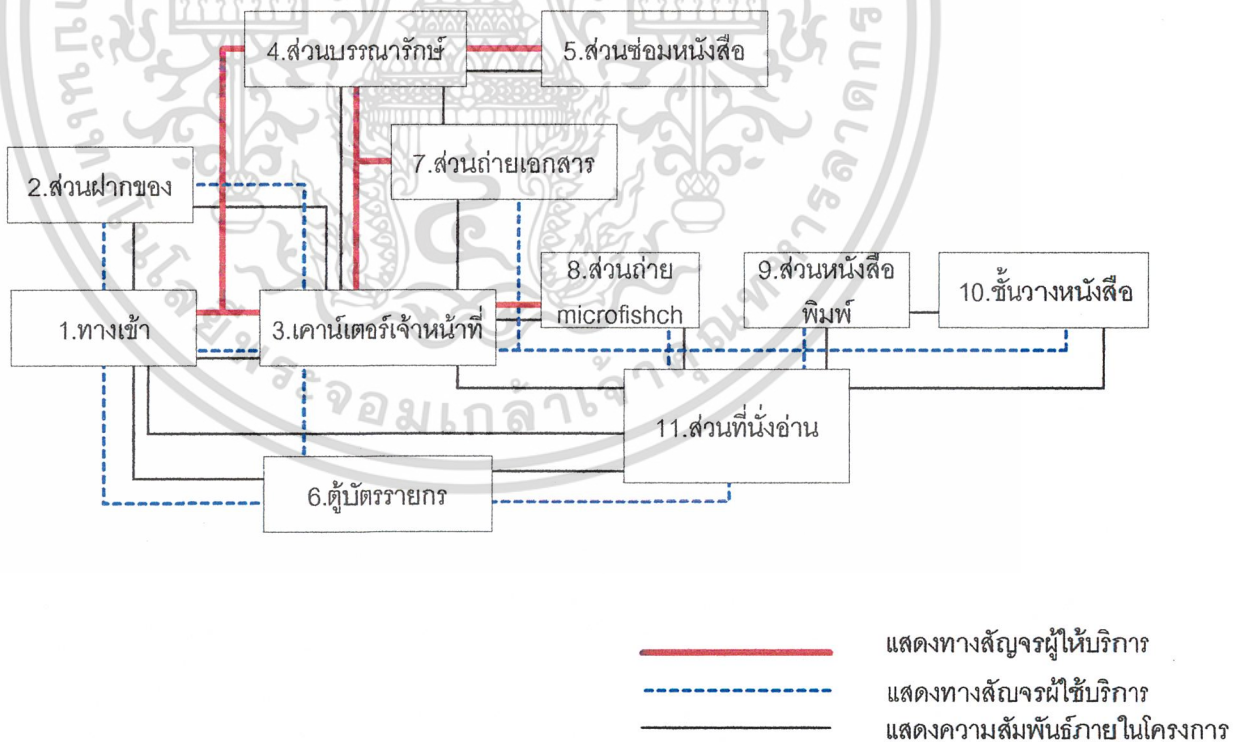 4.ส่วนบรรณารักษ์
5.ส่วนซ่อมหนังสือ
7.ส่วนถ่ายเอกสาร
2.ส่วนฝากของ
8.ส่วนถ่าย
microfishch
9.ส่วนหนังสือ
พิมพ์
10.ชั้นวางหนังสือ
1.ทางเข้า
3.เคาน์เตอร์เจ้าหน้าที่
11.ส่วนที่นั่งอ่าน
6.ตู้บัตรรายกร
แสดงทางสัญจรผู้ให้บริการ
แสดงทางสัญจรผู้ใช้บริการ
แสดงความสัมพันธ์ภายในโครงการ